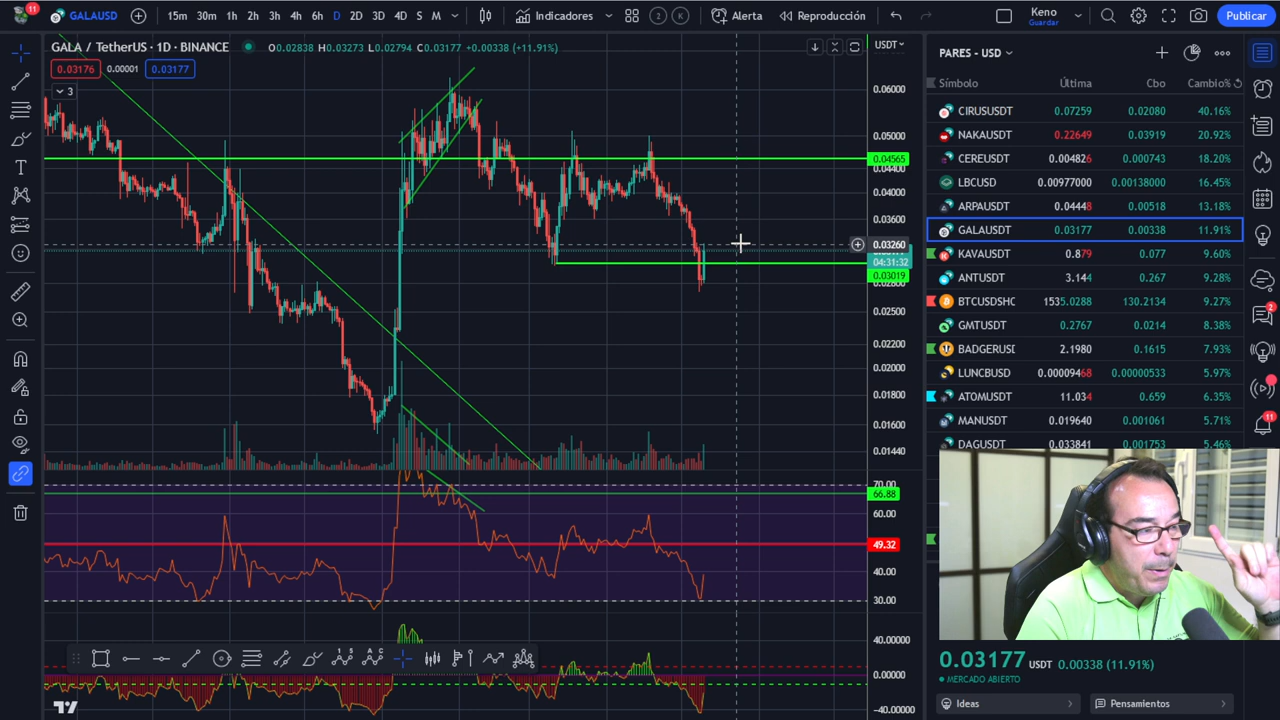 11
GALAUSD
15m 30m 1h 2h 3h 4h 6h D 2D 3D 4D S M
Indicadores
2 K
Alerta
Reproducción
Keno
Guardar
Publicar
GALA / TetherUS · 1D · BINANCE
O0.02838 H0.03273 L0.02794 C0.03177 +0.00338 (+11.91%)
0.03176 0.00001 0.03177
3
USDT
0.06000
0.05000
0.04565
0.04000
0.03600
0.03260
04:31:32
0.03019
0.02500
0.02200
0.02000
0.01800
0.01600
0.01440
70.00
66.88
60.00
49.32
40.00
30.00
40.00000
0.00000
−40.00000
PARES - USD
Símbolo Última Cbo Cambio%
CIRUSUSDT 0.07259 0.02080 40.16%
NAKAUSDT 0.22649 0.03919 20.92%
CEREUSDT 0.004826 0.000743 18.20%
LBCUSD 0.00977000 0.00138000 16.45%
ARPAUSDT 0.04448 0.00518 13.18%
GALAUSDT 0.03177 0.00338 11.91%
KAVAUSDT 0.879 0.077 9.60%
ANTUSDT 3.144 0.267 9.28%
BTCUSDSHO 1535.0288 130.2134 9.27%
GMTUSDT 0.2767 0.0214 8.38%
BADGERUSD 2.1980 0.1615 7.93%
LUNCBUSD 0.00009468 0.00000533 5.97%
ATOMUSDT 11.034 0.659 6.35%
MANUSDT 0.019640 0.001061 5.71%
DAGUSDT 0.033841 0.001753 5.46%
2
11
0.03177 USDT 0.00338 (11.91%)
MERCADO ABIERTO
Ideas
Pensamientos